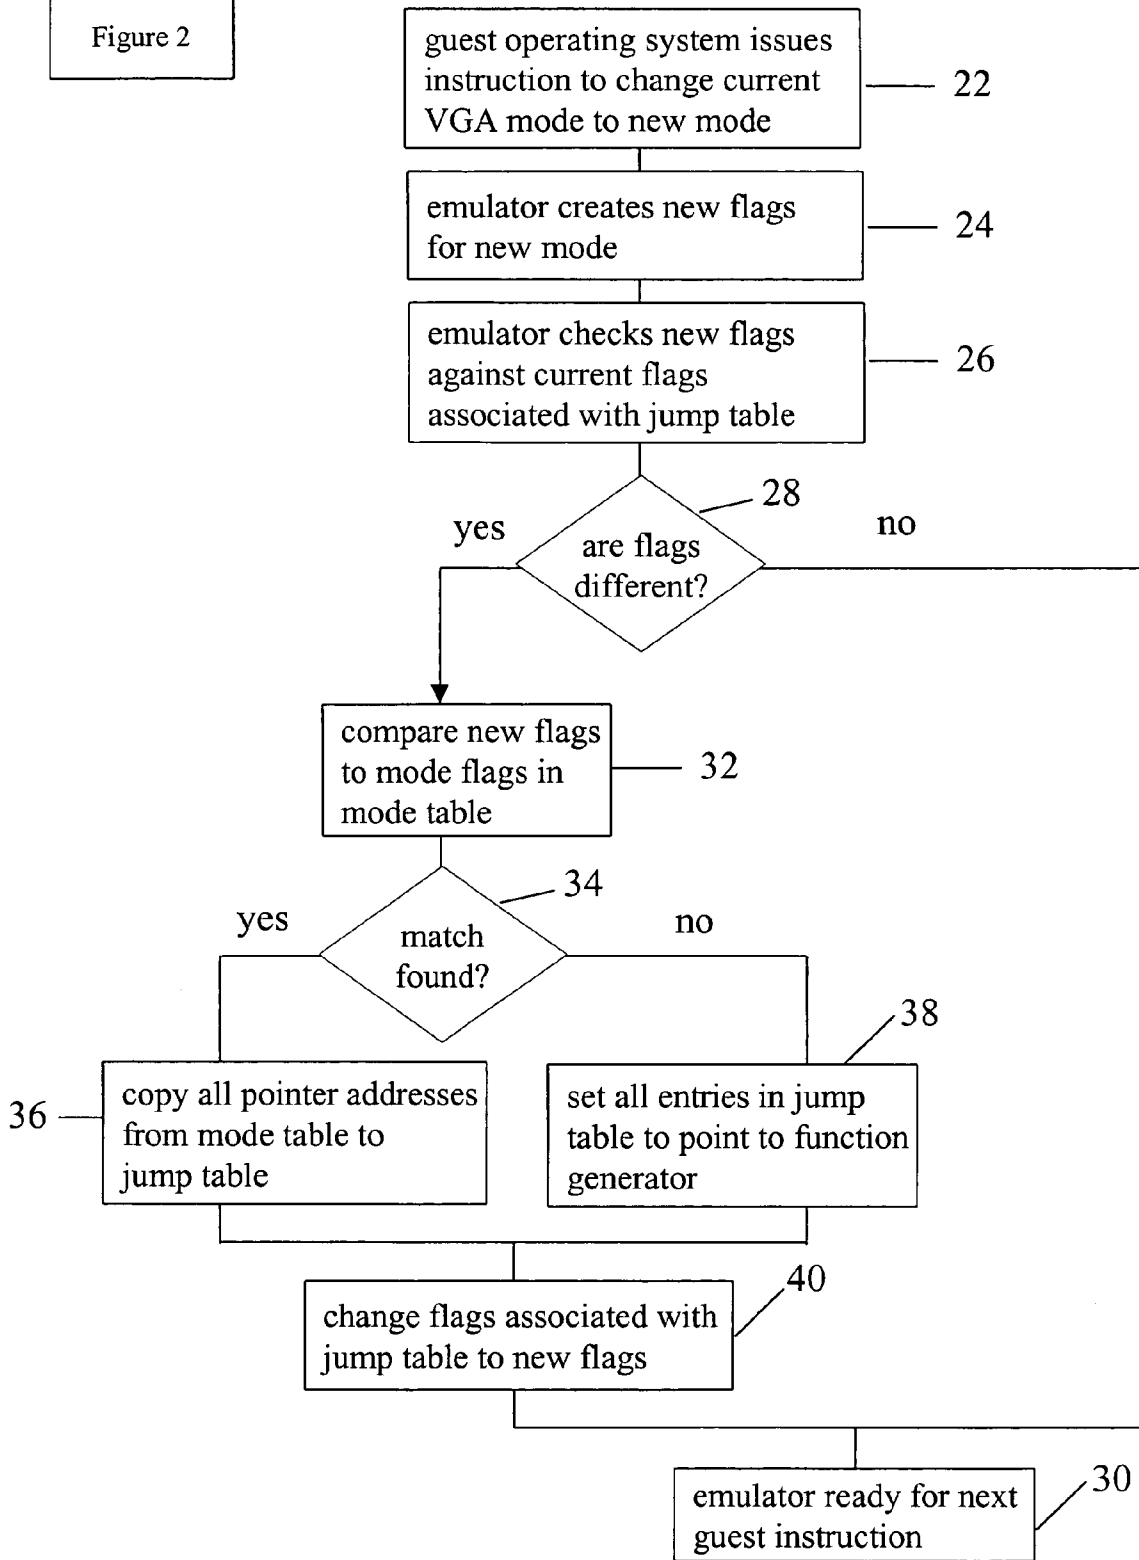 Figure 2
guest operating system issues
instruction to change current
VGA mode to new mode
22
emulator creates new flags
for new mode
24
emulator checks new flags
against current flags
associated with jump table
26
28
yes
no
are flags
different?
compare new flags
to mode flags in
mode table
32
34
yes
no
match
found?
38
36
copy all pointer addresses
from mode table to
jump table
set all entries in jump
table to point to function
generator
40
change flags associated with
jump table to new flags
30
emulator ready for next
guest instruction